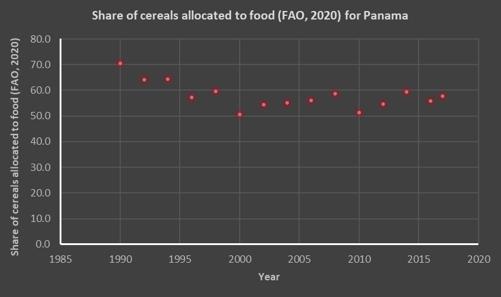 Share of cereals allocated to food (FAO, 2020) for Panama
Share of cereals allocated to food (FAO, 2020)
80.0
70.0
60.0
50.0
40.0
30.0
20.0
10.0
0.0
1985 1990 1995 2000 2005 2010 2015 2020
Year